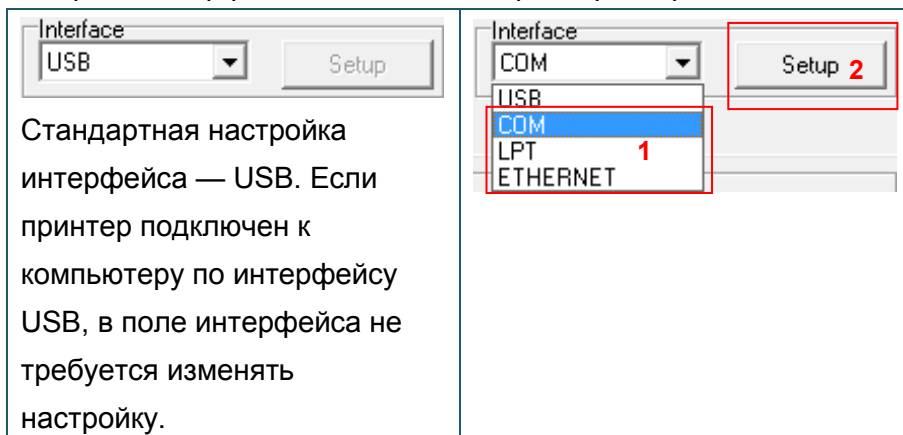 Interface
USB
Setup
Стандартная настройка
интерфейса — USB. Если
принтер подключен к
компьютеру по интерфейсу
USB, в поле интерфейса не
требуется изменять
настройку.
Interface
COM
Setup 2
USB
COM
LPT 1
ETHERNET